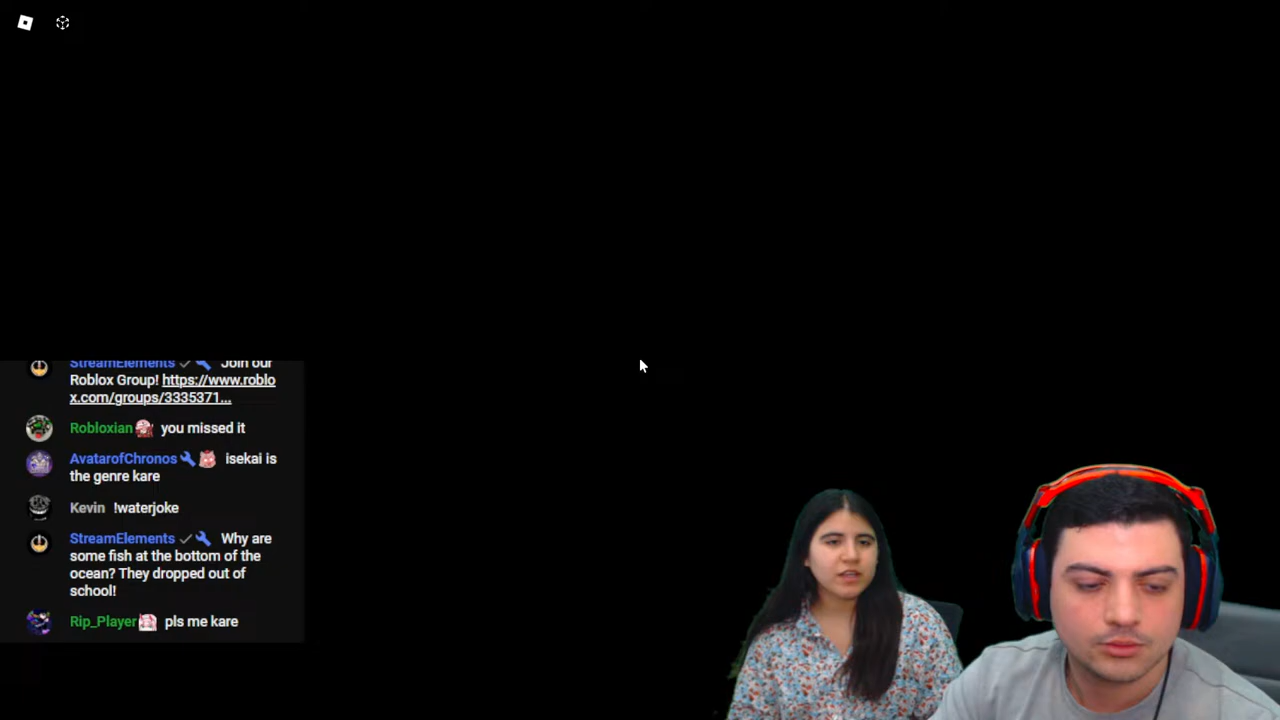 StreamElements Join our
Roblox Group! https://www.roblo
x.com/groups/3335371...
Robloxian you missed it
AvatarofChronos isekai is
the genre kare
Kevin !waterjoke
StreamElements Why are
some fish at the bottom of the
ocean? They dropped out of
school!
Rip_Player pls me kare